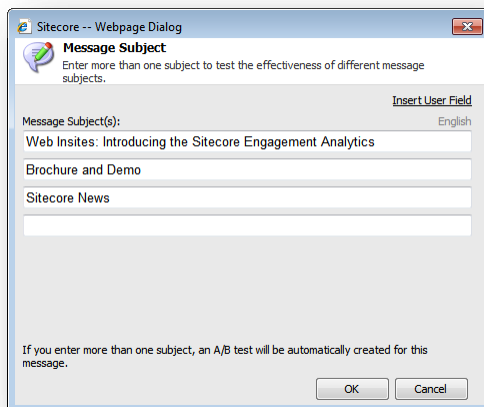 Sitecore -- Webpage Dialog
Message Subject
Enter more than one subject to test the effectiveness of different message
subjects.
Insert User Field
Message Subject(s): English
Web Insites: Introducing the Sitecore Engagement Analytics
Brochure and Demo
Sitecore News
If you enter more than one subject, an A/B test will be automatically created for this
message.
OK Cancel